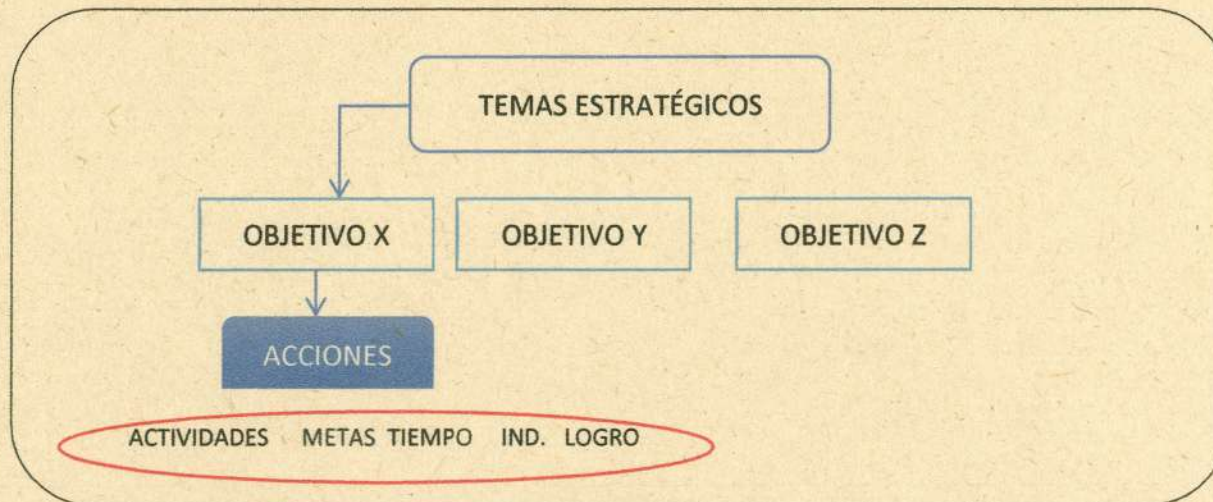 TEMAS ESTRATÉGICOS
OBJETIVO X OBJETIVO Y OBJETIVO Z
ACCIONES
ACTIVIDADES METAS TIEMPO IND. LOGRO